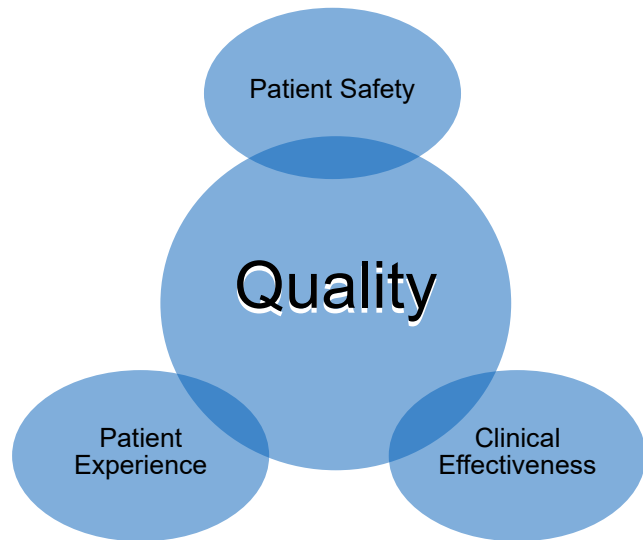 Patient Safety
Quality
Patient
Experience
Clinical
Effectiveness